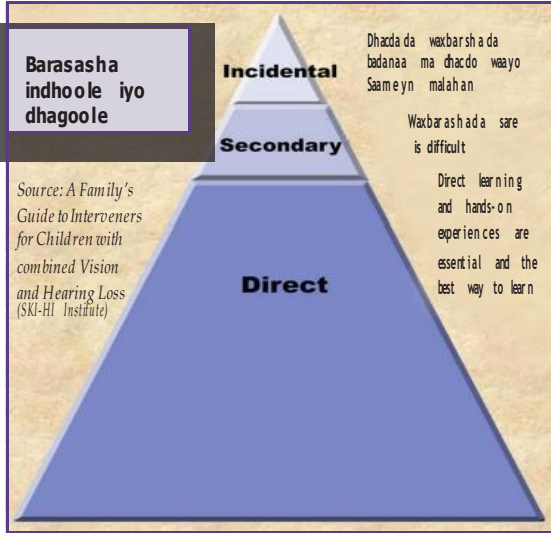 Barasasha
indhoole iyo
dhagoole
Source: A Family's
Guide to Interveners
for Children with
combined Vision
and Hearing Loss
(SKI-HI Institute)
Incidental
Secondary
Direct
Dhacdada waxbarshada
badanaa ma dhacdo waayo
Saameyn malahan
Waxbarashada sare
is difficult
Direct learning
and hands-on
experiences are
essential and the
best way to learn